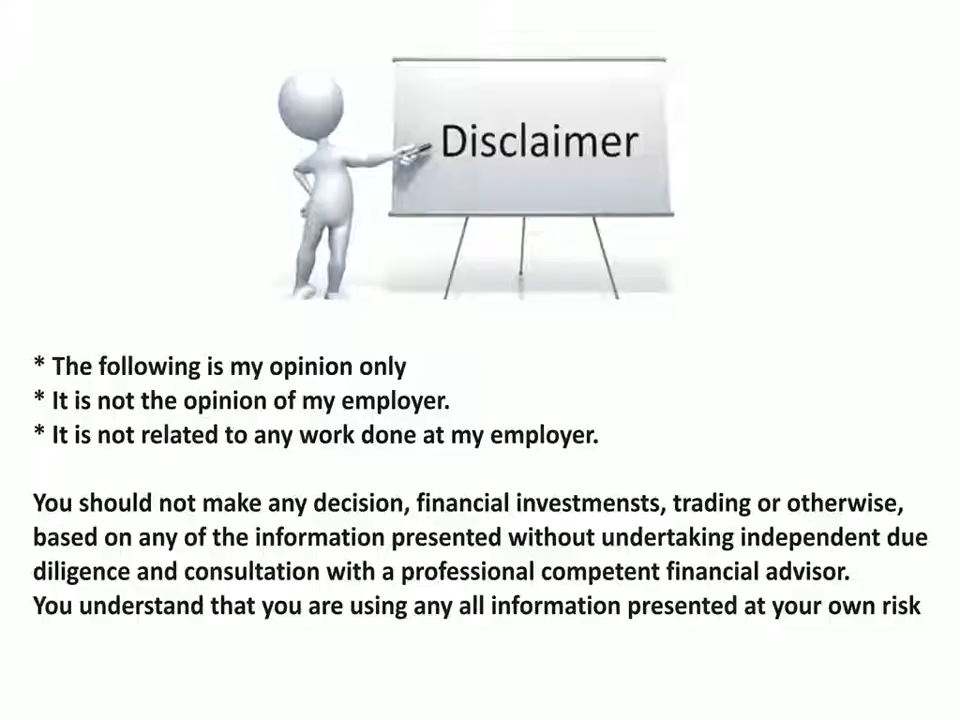 Disclaimer
* The following is my opinion only
* It is not the opinion of my employer.
* It is not related to any work done at my employer.
You should not make any decision, financial investmensts, trading or otherwise,
based on any of the information presented without undertaking independent due
diligence and consultation with a professional competent financial advisor.
You understand that you are using any all information presented at your own risk